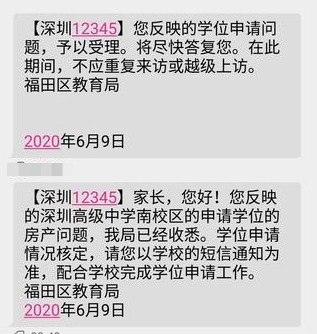 【深圳12345】您反映的学位申请问
题，予以受理。将尽快答复您。在此
期间，不应重复来访或越级上访。
福田区教育局
2020年6月9日
【深圳12345】家长，您好！您反映
的深圳高级中学南校区的申请学位的
房产问题，我局已经收悉。学位申请
情况核定，请您以学校的短信通知为
准，配合学校完成学位申请工作。
福田区教育局
2020年6月9日